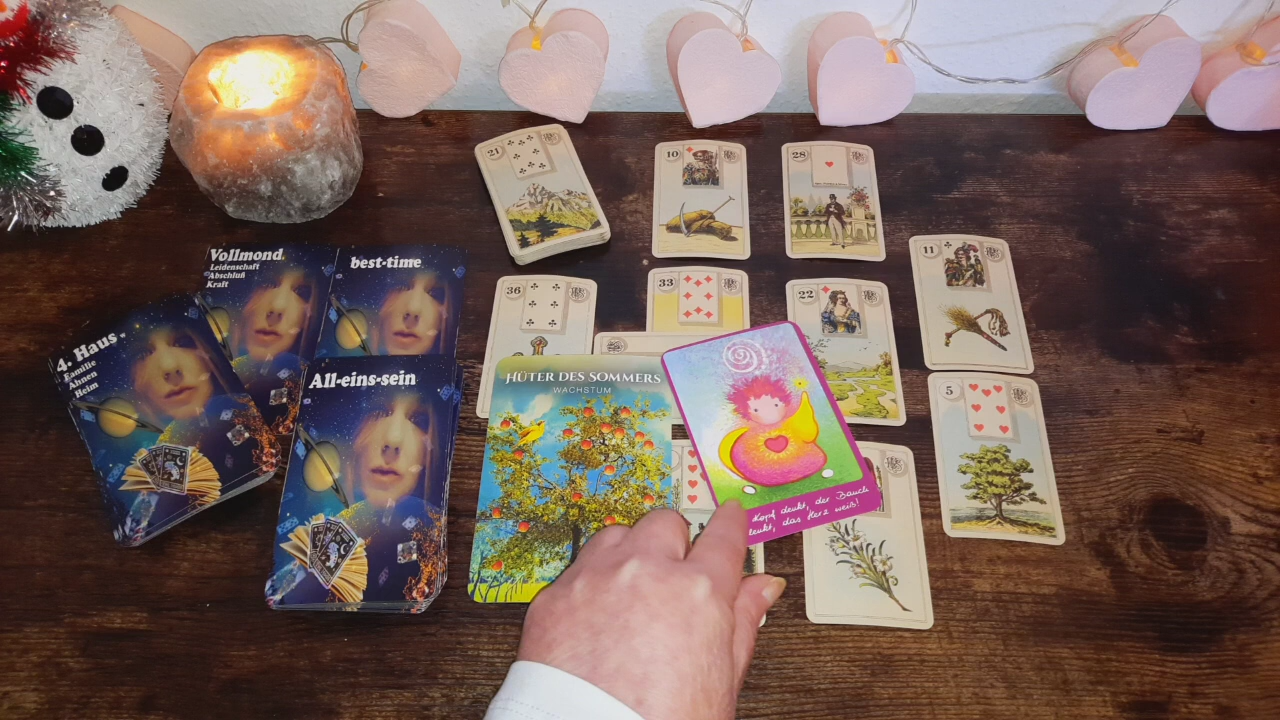 21
10
28
11
Vollmond
Leidenschaft
Abschluß
Kraft
best-time
36
33
22
4. Haus
Familie
Ahnen
Heim
All-eins-sein
HÜTER DES SOMMERS
WACHSTUM
5
Kopf denkt, der Bauch
lenkt, das Herz weiß!